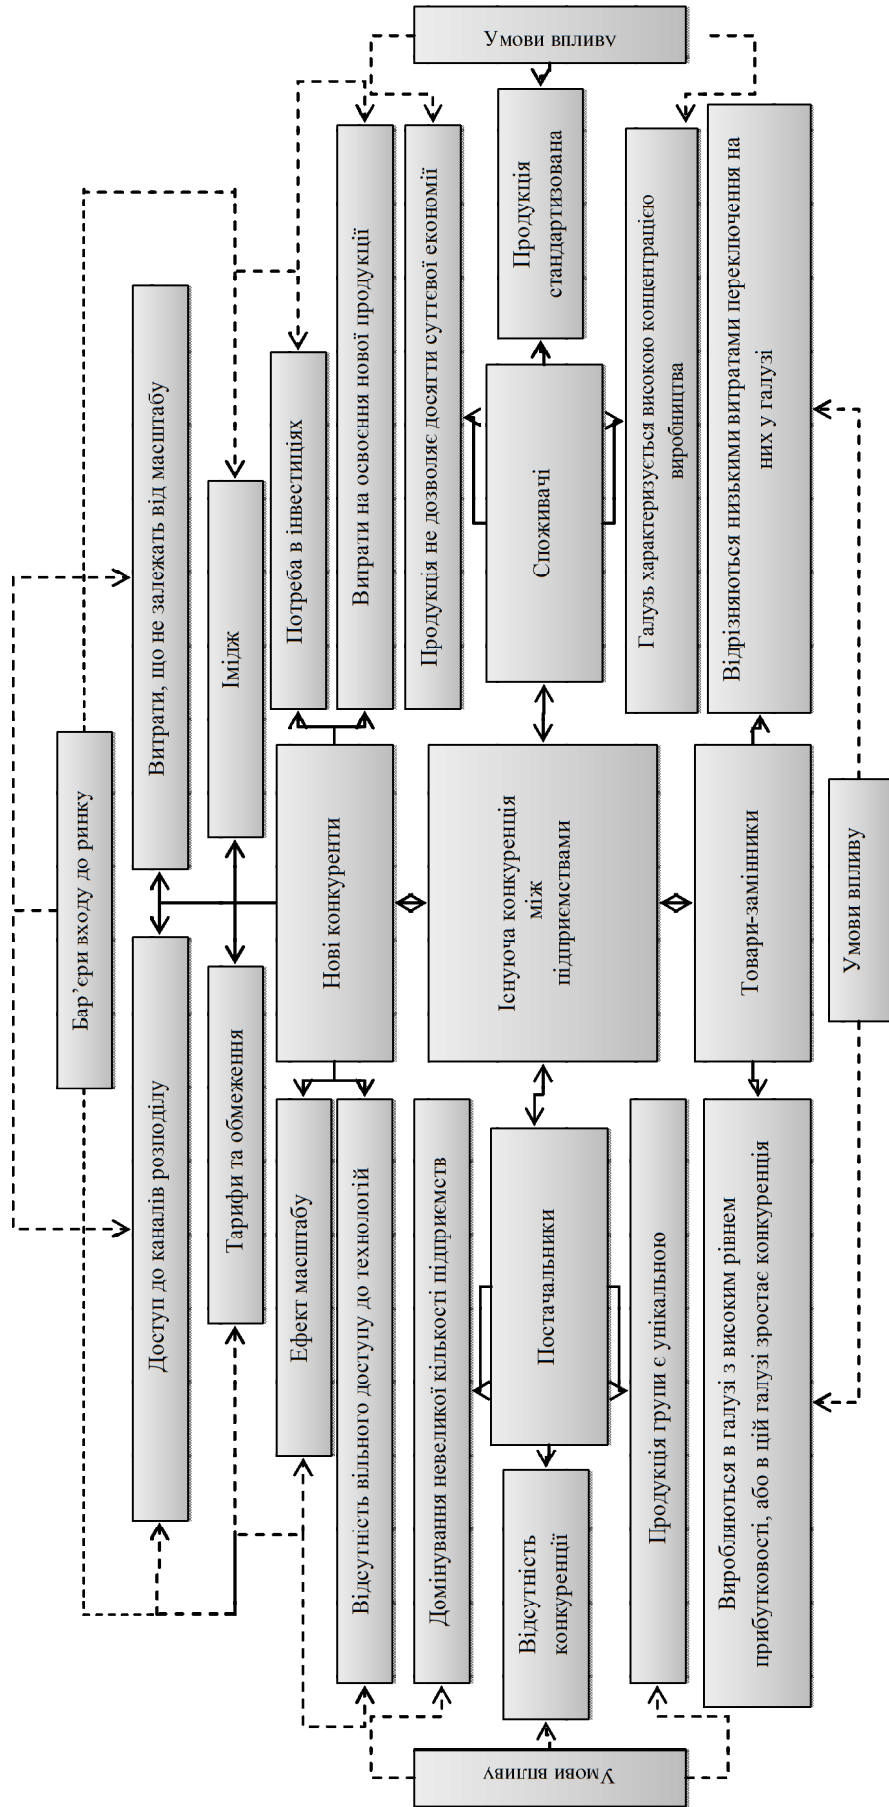 Бар’єри входу до ринку
Доступ до каналів розподілу
Витрати, що не залежать від масштабу
Тарифи та обмеження
Імідж
Ефект масштабу
Нові конкуренти
Потреба в інвестиціях
Відсутність вільного доступу до технологій
Витрати на освоєння нової продукції
Домінування невеликої кількості підприємств
Продукція не дозволяє досягти суттєвої економії
Умови впливу
Відсутність
конкуренції
Постачальники
Існуюча конкуренція
між
підприємствами
Споживачі
Продукція
стандартизована
Умови впливу
Продукція групи є унікальною
Галузь характеризується високою концентрацією
виробництва
Виробляються в галузі з високим рівнем
прибутковості, або в цій галузі зростає конкуренція
Товари-замінники
Відрізняються низькими витратами переключення на
них у галузі
Умови впливу